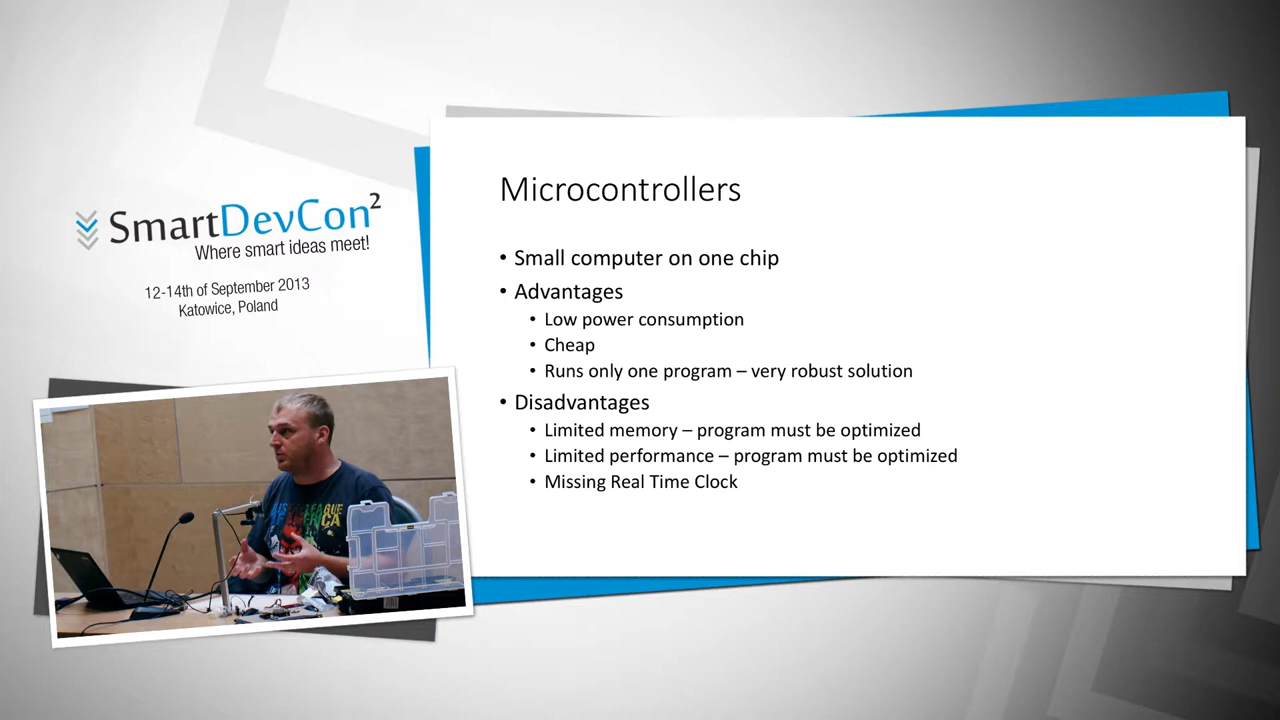 SmartDevCon²
Where smart ideas meet!
12-14th of September 2013
Katowice, Poland
Microcontrollers
• Small computer on one chip
• Advantages
• Low power consumption
• Cheap
• Runs only one program – very robust solution
• Disadvantages
• Limited memory – program must be optimized
• Limited performance – program must be optimized
• Missing Real Time Clock